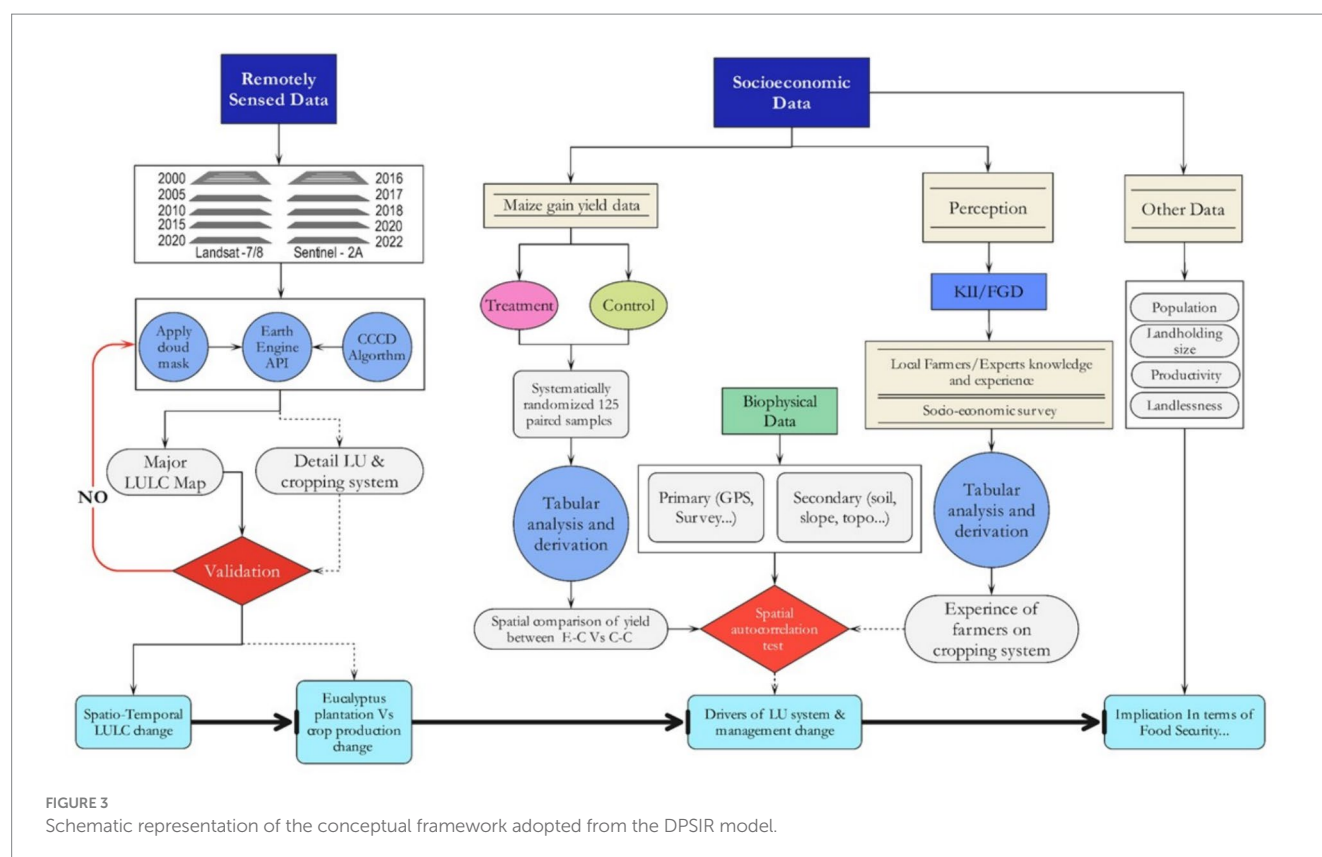 Remotely
Sensed Data
2000
2005
2010
2015
2020
Landsat -7/8
2016
2017
2018
2020
2022
Sentinel - 2A
Apply
cloud
mask
Earth
Engine
API
CCCD
Algorethm
Major
LULC Map
Detail LU &
cropping system
NO
Validation
Spatio-Temporal
LULC change
Eucalyptus
plantation Vs
crop production
change
Socioeconomic
Data
Maize gain yield data
Treatment
Control
Systematically
randomized 125
paired samples
Tabular
analysis and
derivation
Spatial comparison of yield
between E-C Vs C-C
Biophysical
Data
Primary (GPS,
Survey...)
Secondary (soil,
slope, topo...)
Spatial
autocorrelation
test
Drivers of LU system &
management change
Perception
KII/FGD
Local Farmers/Experts knowledge
and experience
Socio-economic survey
Tabular
analysis and
derivation
Experince of
farmers on
cropping system
Other Data
Population
Landholding
size
Productivity
Landlessness
Implication In terms of
Food Security...
FIGURE 3
Schematic representation of the conceptual framework adopted from the DPSIR model.